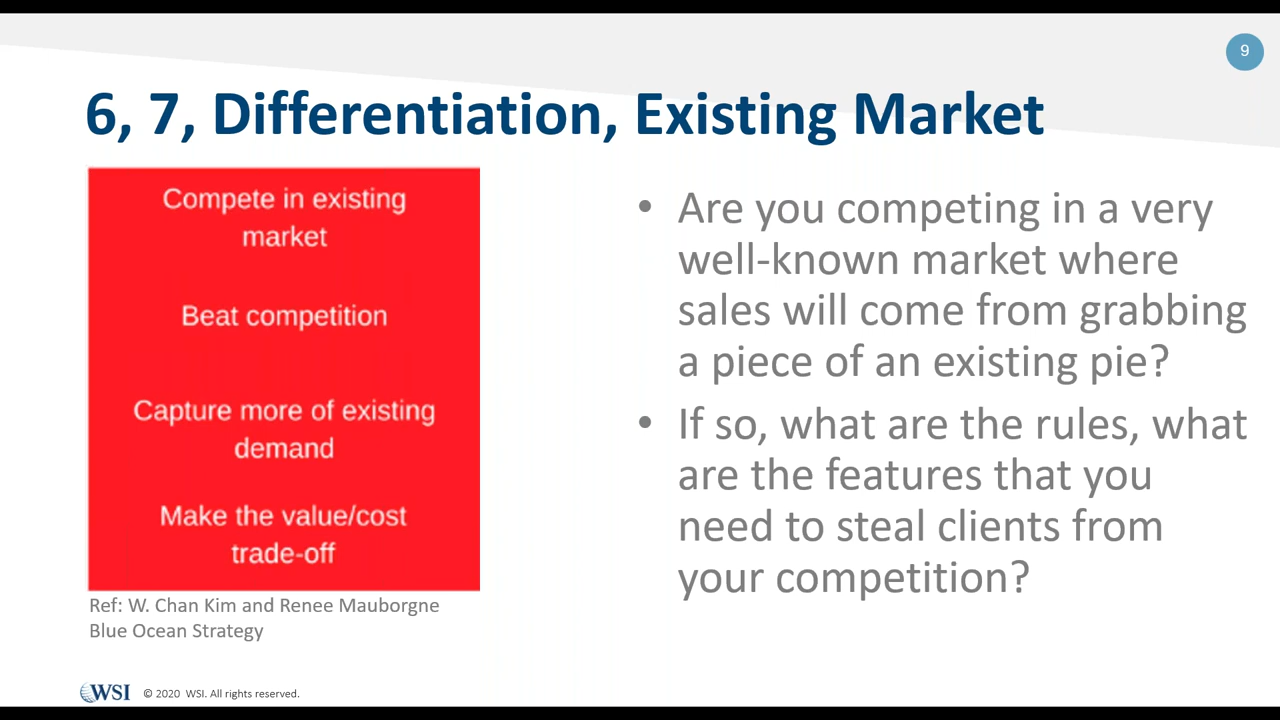 9
6, 7, Differentiation, Existing Market
Compete in existing
market
Beat competition
Capture more of existing
demand
Make the value/cost
trade-off
Ref: W. Chan Kim and Renee Mauborgne
Blue Ocean Strategy
• Are you competing in a very
well-known market where
sales will come from grabbing
a piece of an existing pie?
• If so, what are the rules, what
are the features that you
need to steal clients from
your competition?
WSI © 2020 WSI. All rights reserved.